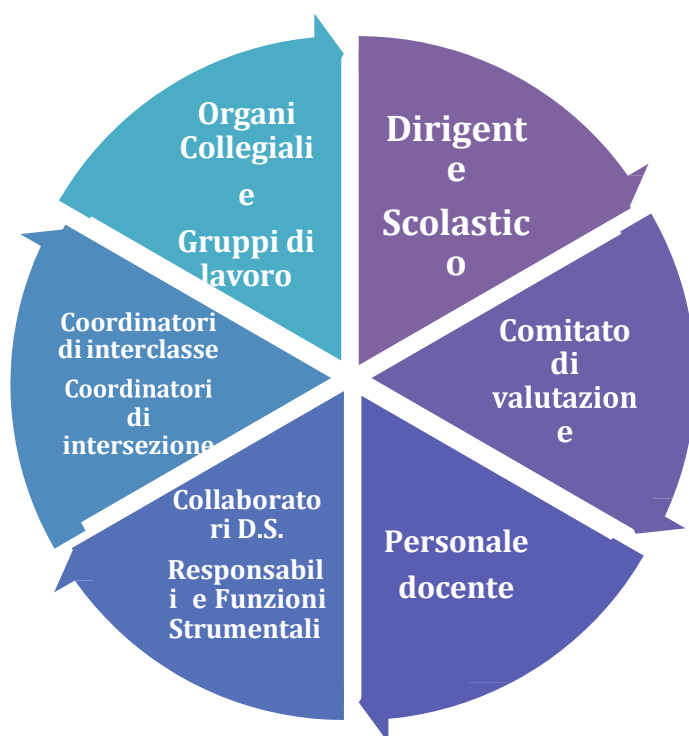 Organi
Collegiali
e
Gruppi di
lavoro
Dirigent
e
Scolastic
o
Comitato
di
valutazion
e
Personale
docente
Collaborato
ri D.S.
Responsabil
i e Funzioni
Strumentali
Coordinatori
di interclasse
Coordinatori
di
intersezione